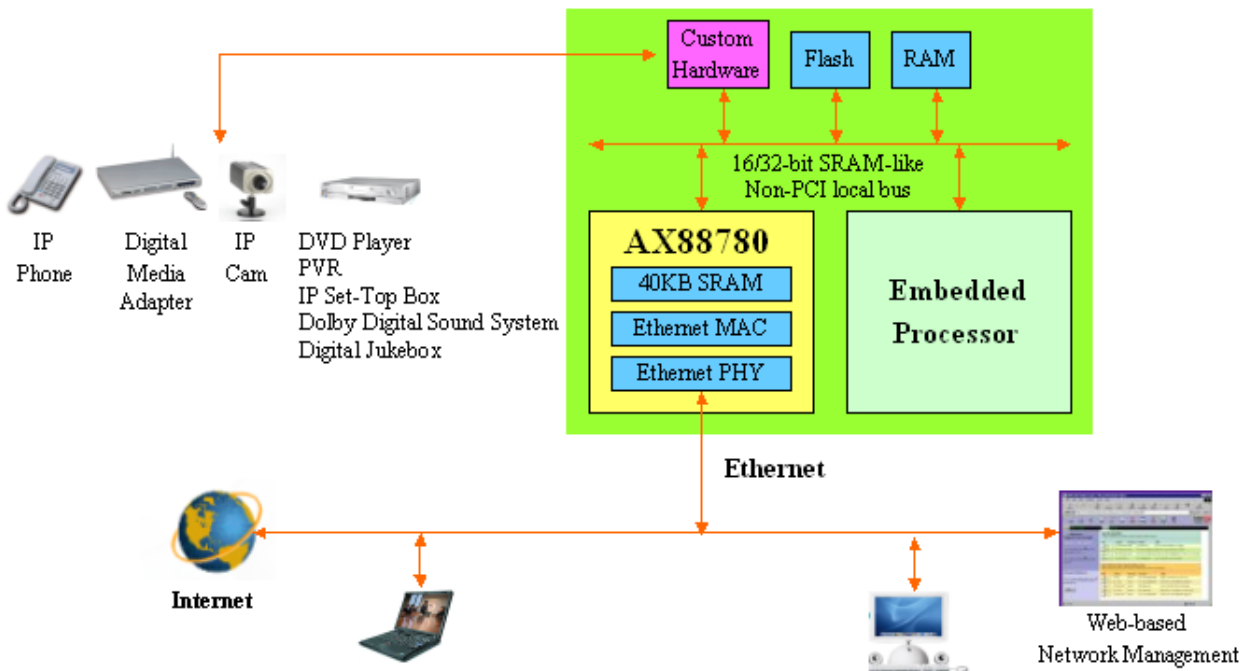 Custom
Hardware
Flash
RAM
16/32-bit SRAM-like
Non-PCI local bus
IP
Phone
Digital
Media
Adapter
IP
Cam
DVD Player
PVR
IP Set-Top Box
Dolby Digital Sound System
Digital Jukebox
AX88780
40KB SRAM
Ethernet MAC
Ethernet PHY
Embedded
Processor
Ethernet
Internet
Web-based
Network Management